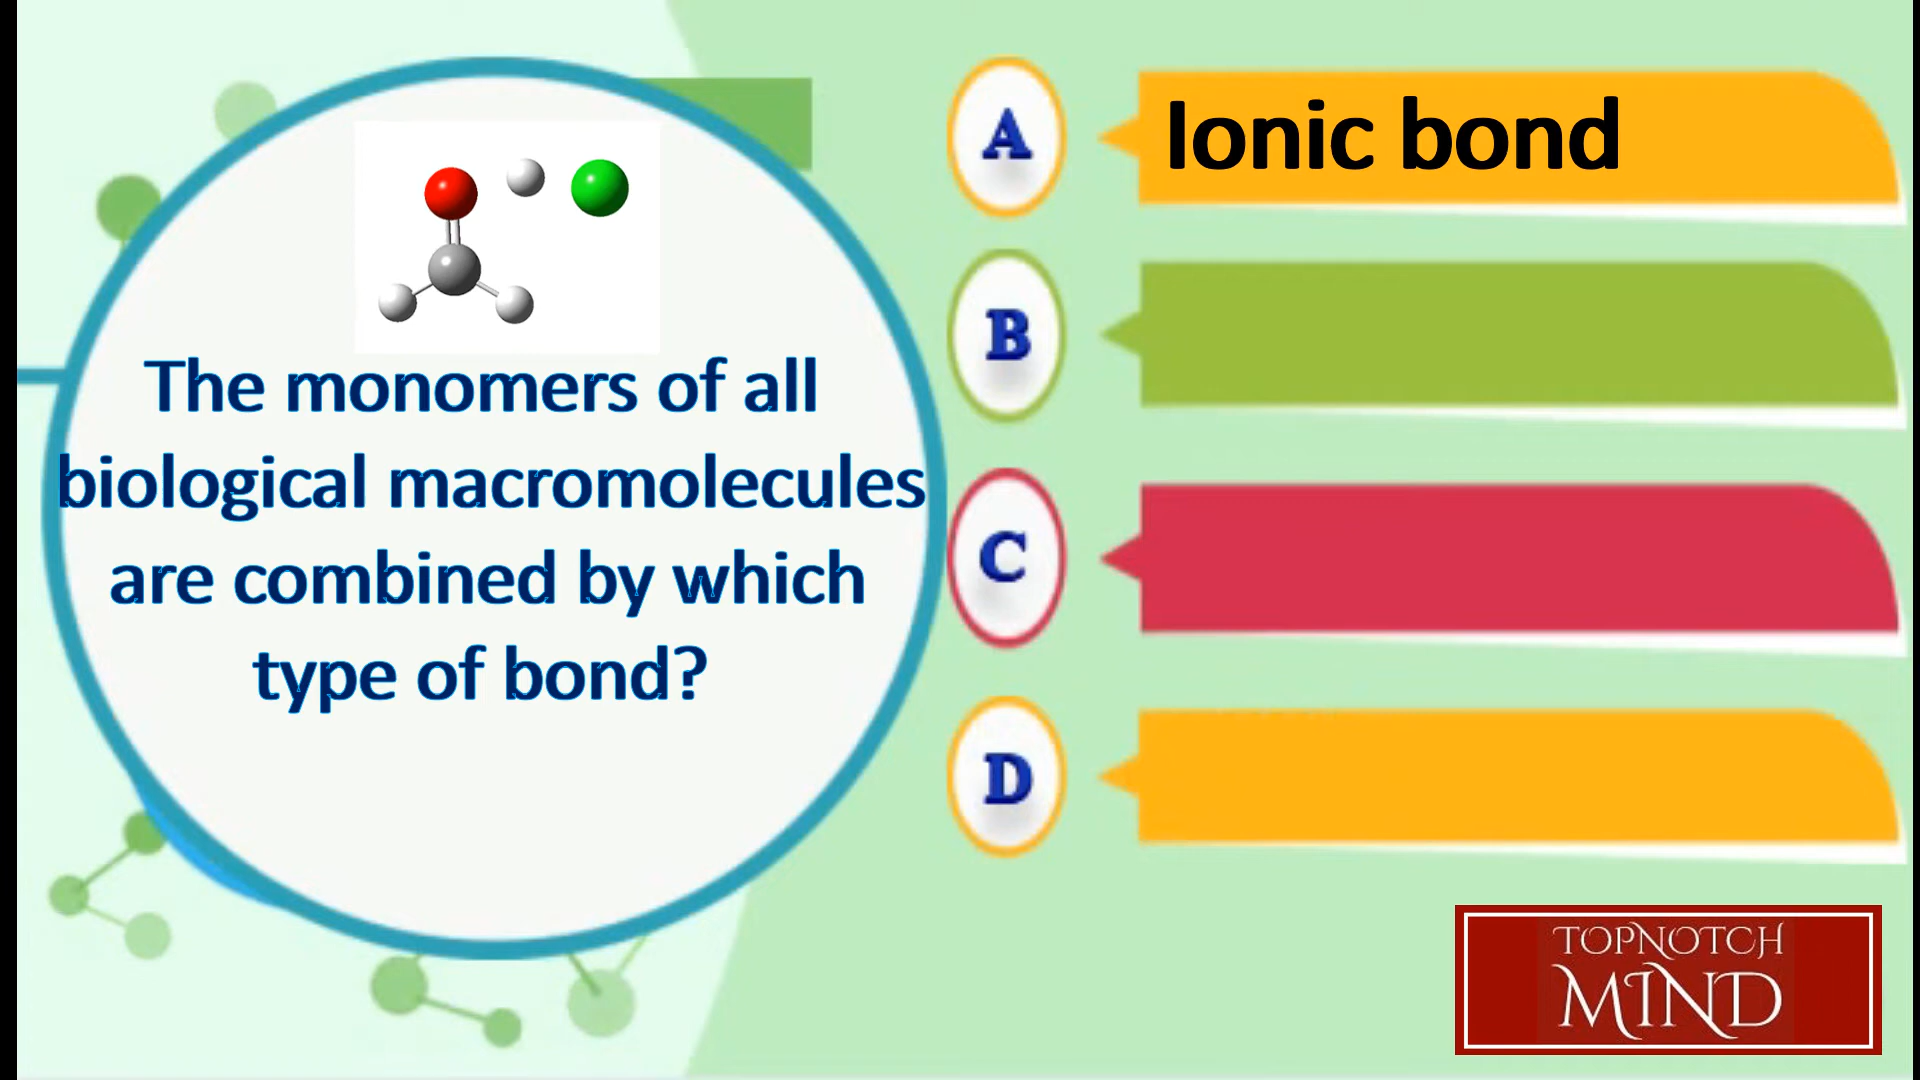 The monomers of all
biological macromolecules
are combined by which
type of bond?
A
Ionic bond
B
C
D
TOPNOTCH
MIND